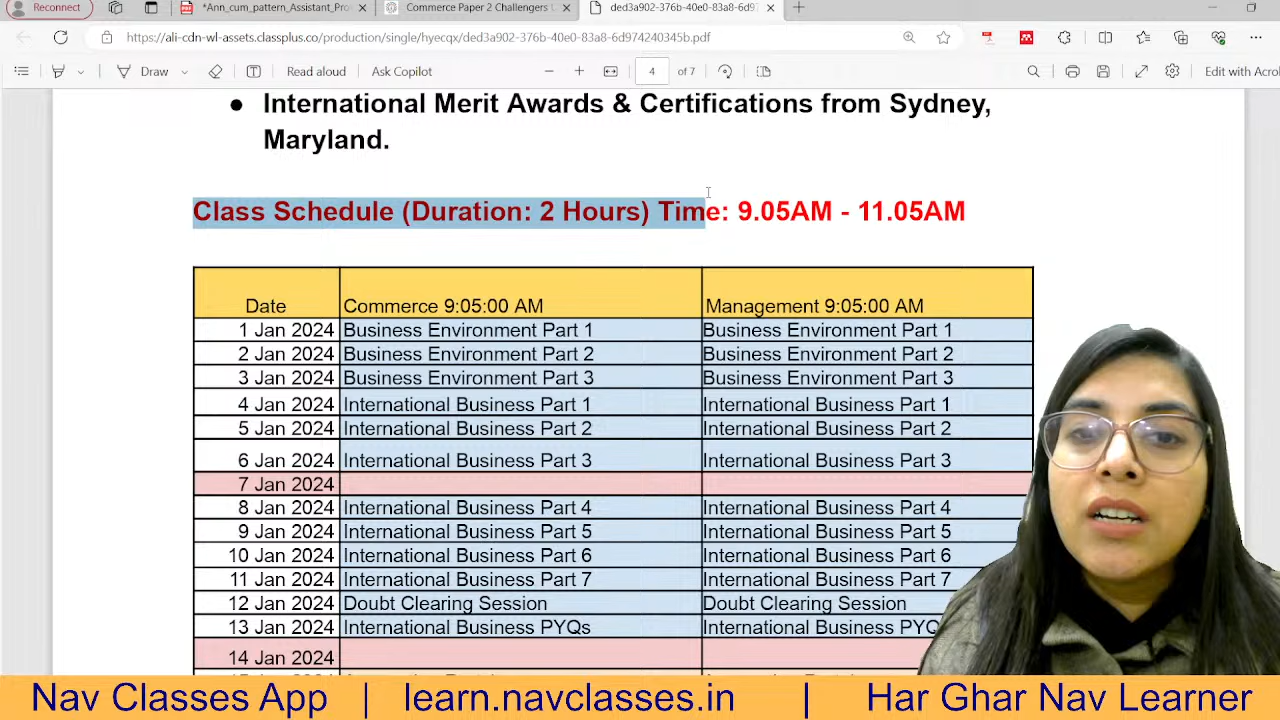 Reconnect
*Ann_cum_pattern_Assistant_Pro
Commerce Paper 2 Challengers
ded3a902-376b-40e0-83a8-6d97
https://ali-cdn-wl-assets.classplus.co/production/single/hyecqx/ded3a902-376b-40e0-83a8-6d974240345b.pdf
Draw
Read aloud
Ask Copilot
4 of 7
Edit with Acro
● International Merit Awards & Certifications from Sydney,
Maryland.
Class Schedule (Duration: 2 Hours) Time: 9.05AM - 11.05AM
Date Commerce 9:05:00 AM Management 9:05:00 AM
1 Jan 2024 Business Environment Part 1 Business Environment Part 1
2 Jan 2024 Business Environment Part 2 Business Environment Part 2
3 Jan 2024 Business Environment Part 3 Business Environment Part 3
4 Jan 2024 International Business Part 1 International Business Part 1
5 Jan 2024 International Business Part 2 International Business Part 2
6 Jan 2024 International Business Part 3 International Business Part 3
7 Jan 2024
8 Jan 2024 International Business Part 4 International Business Part 4
9 Jan 2024 International Business Part 5 International Business Part 5
10 Jan 2024 International Business Part 6 International Business Part 6
11 Jan 2024 International Business Part 7 International Business Part 7
12 Jan 2024 Doubt Clearing Session Doubt Clearing Session
13 Jan 2024 International Business PYQs International Business PYQ
14 Jan 2024
Nav Classes App | learn.navclasses.in | Har Ghar Nav Learner